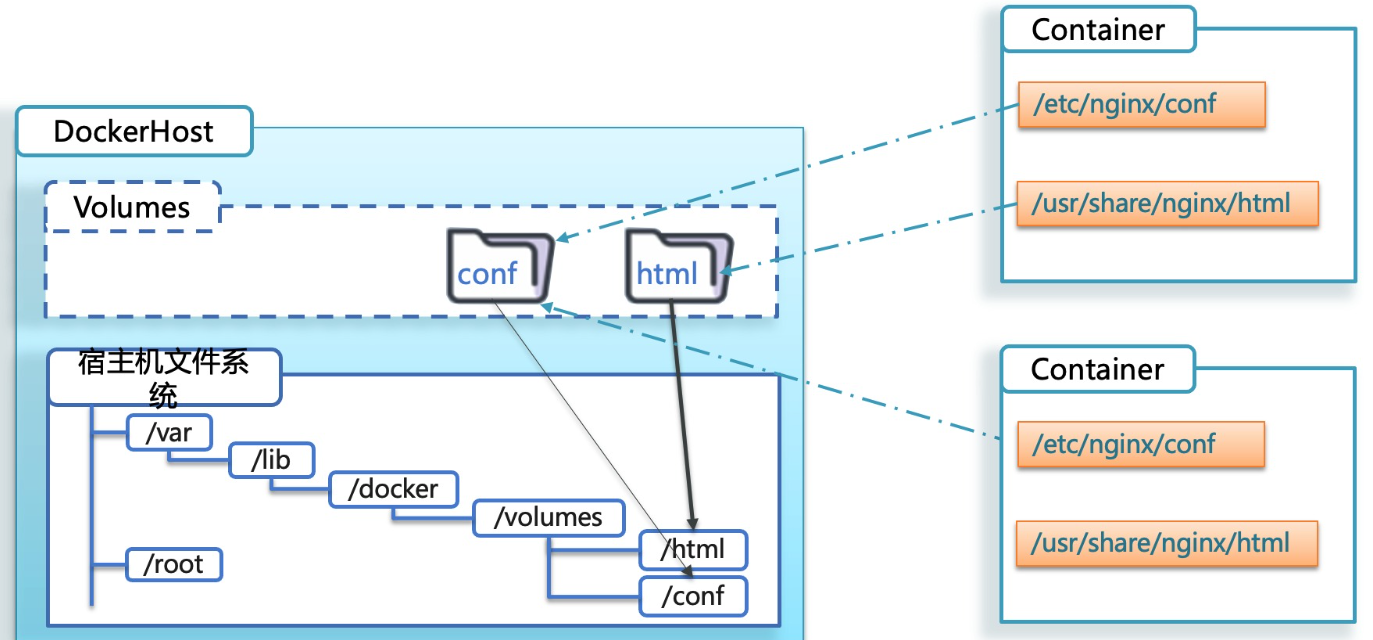 DockerHost
Volumes
conf
html
宿主机文件系
统
/var
/lib
/docker
/volumes
/html
/conf
/root
Container
/etc/nginx/conf
/usr/share/nginx/html
Container
/etc/nginx/conf
/usr/share/nginx/html